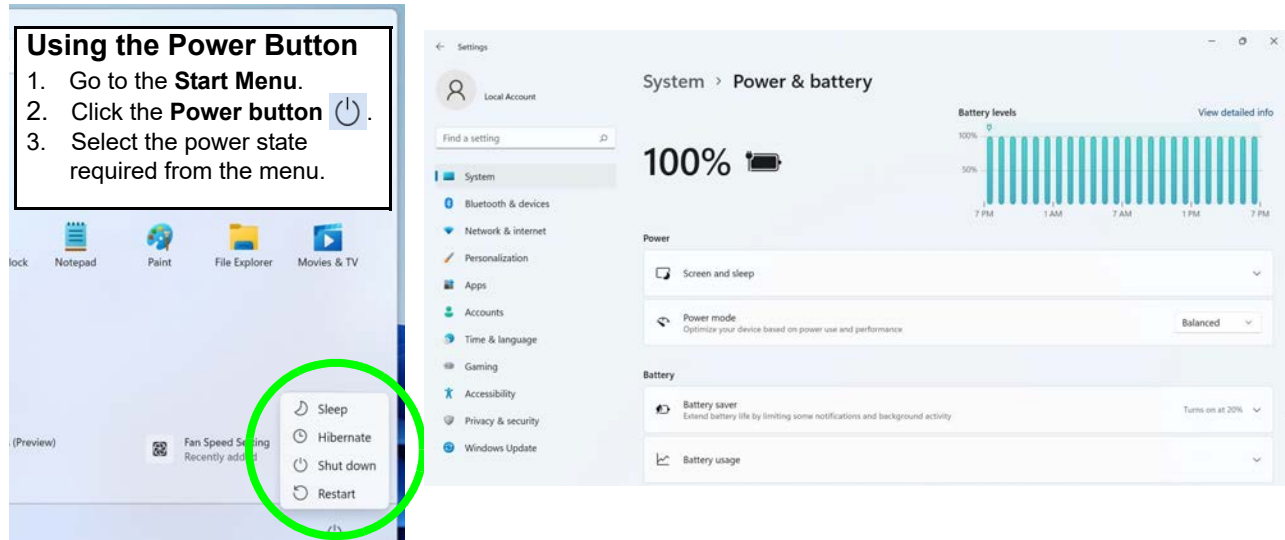 Using the Power Button
1. Go to the Start Menu.
2. Click the Power button .
3. Select the power state
required from the menu.
lock
Notepad
Paint
File Explorer
Movies & TV
(Preview)
Fan Speed Setting
Recently added
Sleep
Hibernate
Shut down
Restart
Settings
Local Account
Find a setting
System
Bluetooth & devices
Network & internet
Personalization
Apps
Accounts
Time & language
Gaming
Accessibility
Privacy & security
Windows Update
System > Power & battery
100%
Battery levels
View detailed info
100%
50%
7 PM
1 AM
7 AM
1 PM
7 PM
Power
Screen and sleep
Power mode
Optimize your device based on power use and performance
Balanced
Battery
Battery saver
Extend battery life by limiting some notifications and background activity
Turns on at 20%
Battery usage